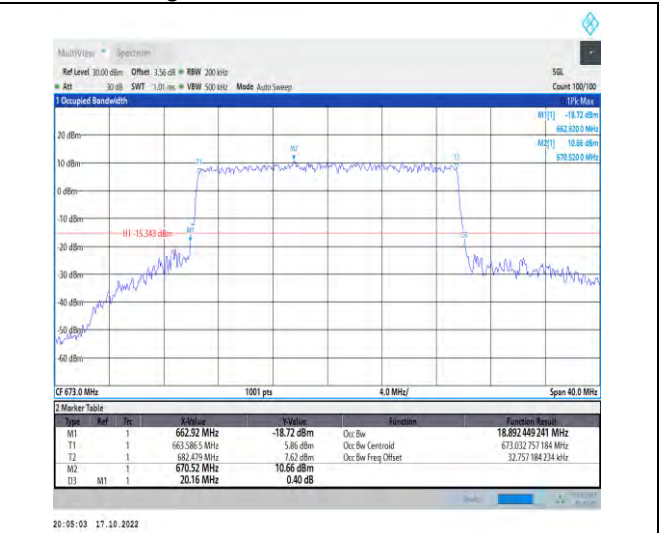 MultiView Spectrum
Ref Level 30.00 dBm Offset 3.56 dB RBW 200 kHz SGL
Att 30 dB SWT 1.01 ms VBW 500 kHz Mode Auto Sweep Count 100/100
1 Occupied Bandwidth 1Pk Max
M1[1] -18.72 dBm
662.920 0 MHz
M2[1] 10.66 dBm
670.520 0 MHz
20 dBm
10 dBm
0 dBm
-10 dBm
-20 dBm
-30 dBm
-40 dBm
-50 dBm
-60 dBm
T1
M2
T2
M1
D3
H1 -15.343 dBm
CF 673.0 MHz 1001 pts 4.0 MHz/ Span 40.0 MHz
2 Marker Table
Type Ref Trc X-Value Y-Value Function Function Result
M1 1 662.92 MHz -18.72 dBm Occ Bw 18.892 449 241 MHz
T1 1 663.586 5 MHz 5.86 dBm Occ Bw Centroid 673.032 757 184 MHz
T2 1 682.479 MHz 7.62 dBm Occ Bw Freq Offset 32.757 184 234 kHz
M2 1 670.52 MHz 10.66 dBm
D3 M1 1 20.16 MHz 0.40 dB
20:05:03 17.10.2022